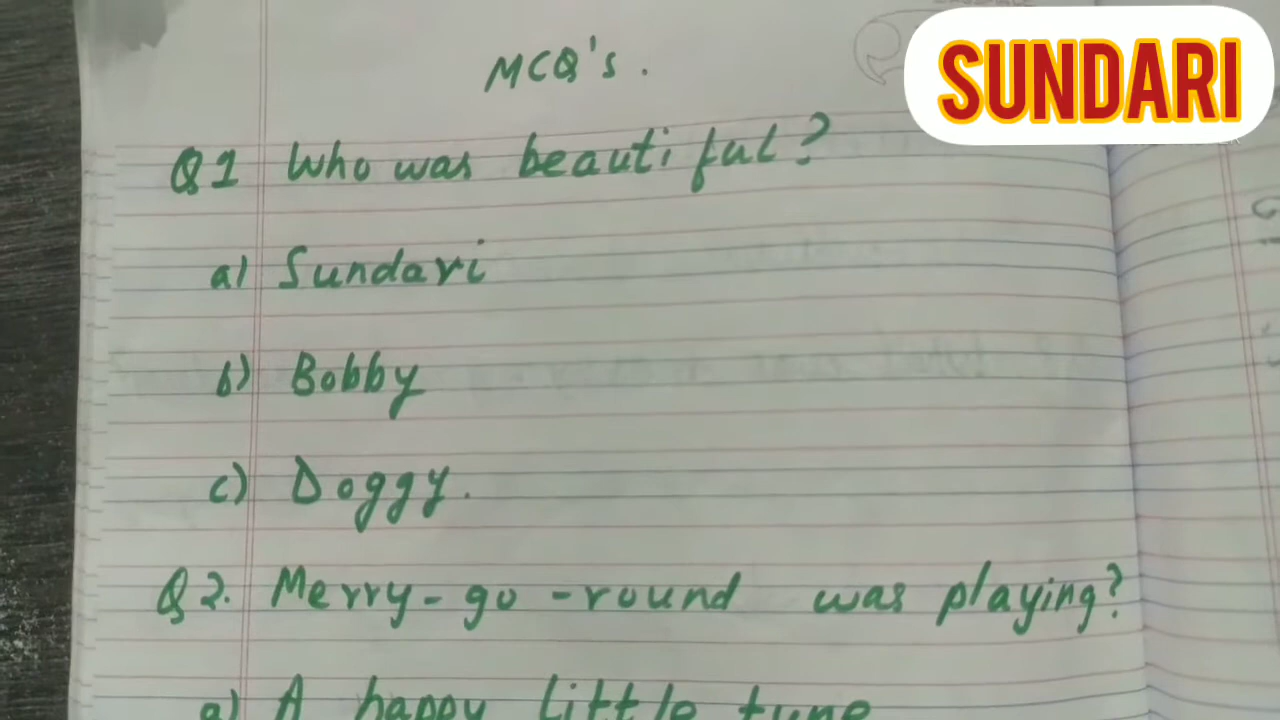 SUNDARI
MCQ's.
Q1 Who was beautiful?
a) Sundari
b) Bobby
c) Doggy.
Q2. Merry-go-round was playing?
a) A happy little tune